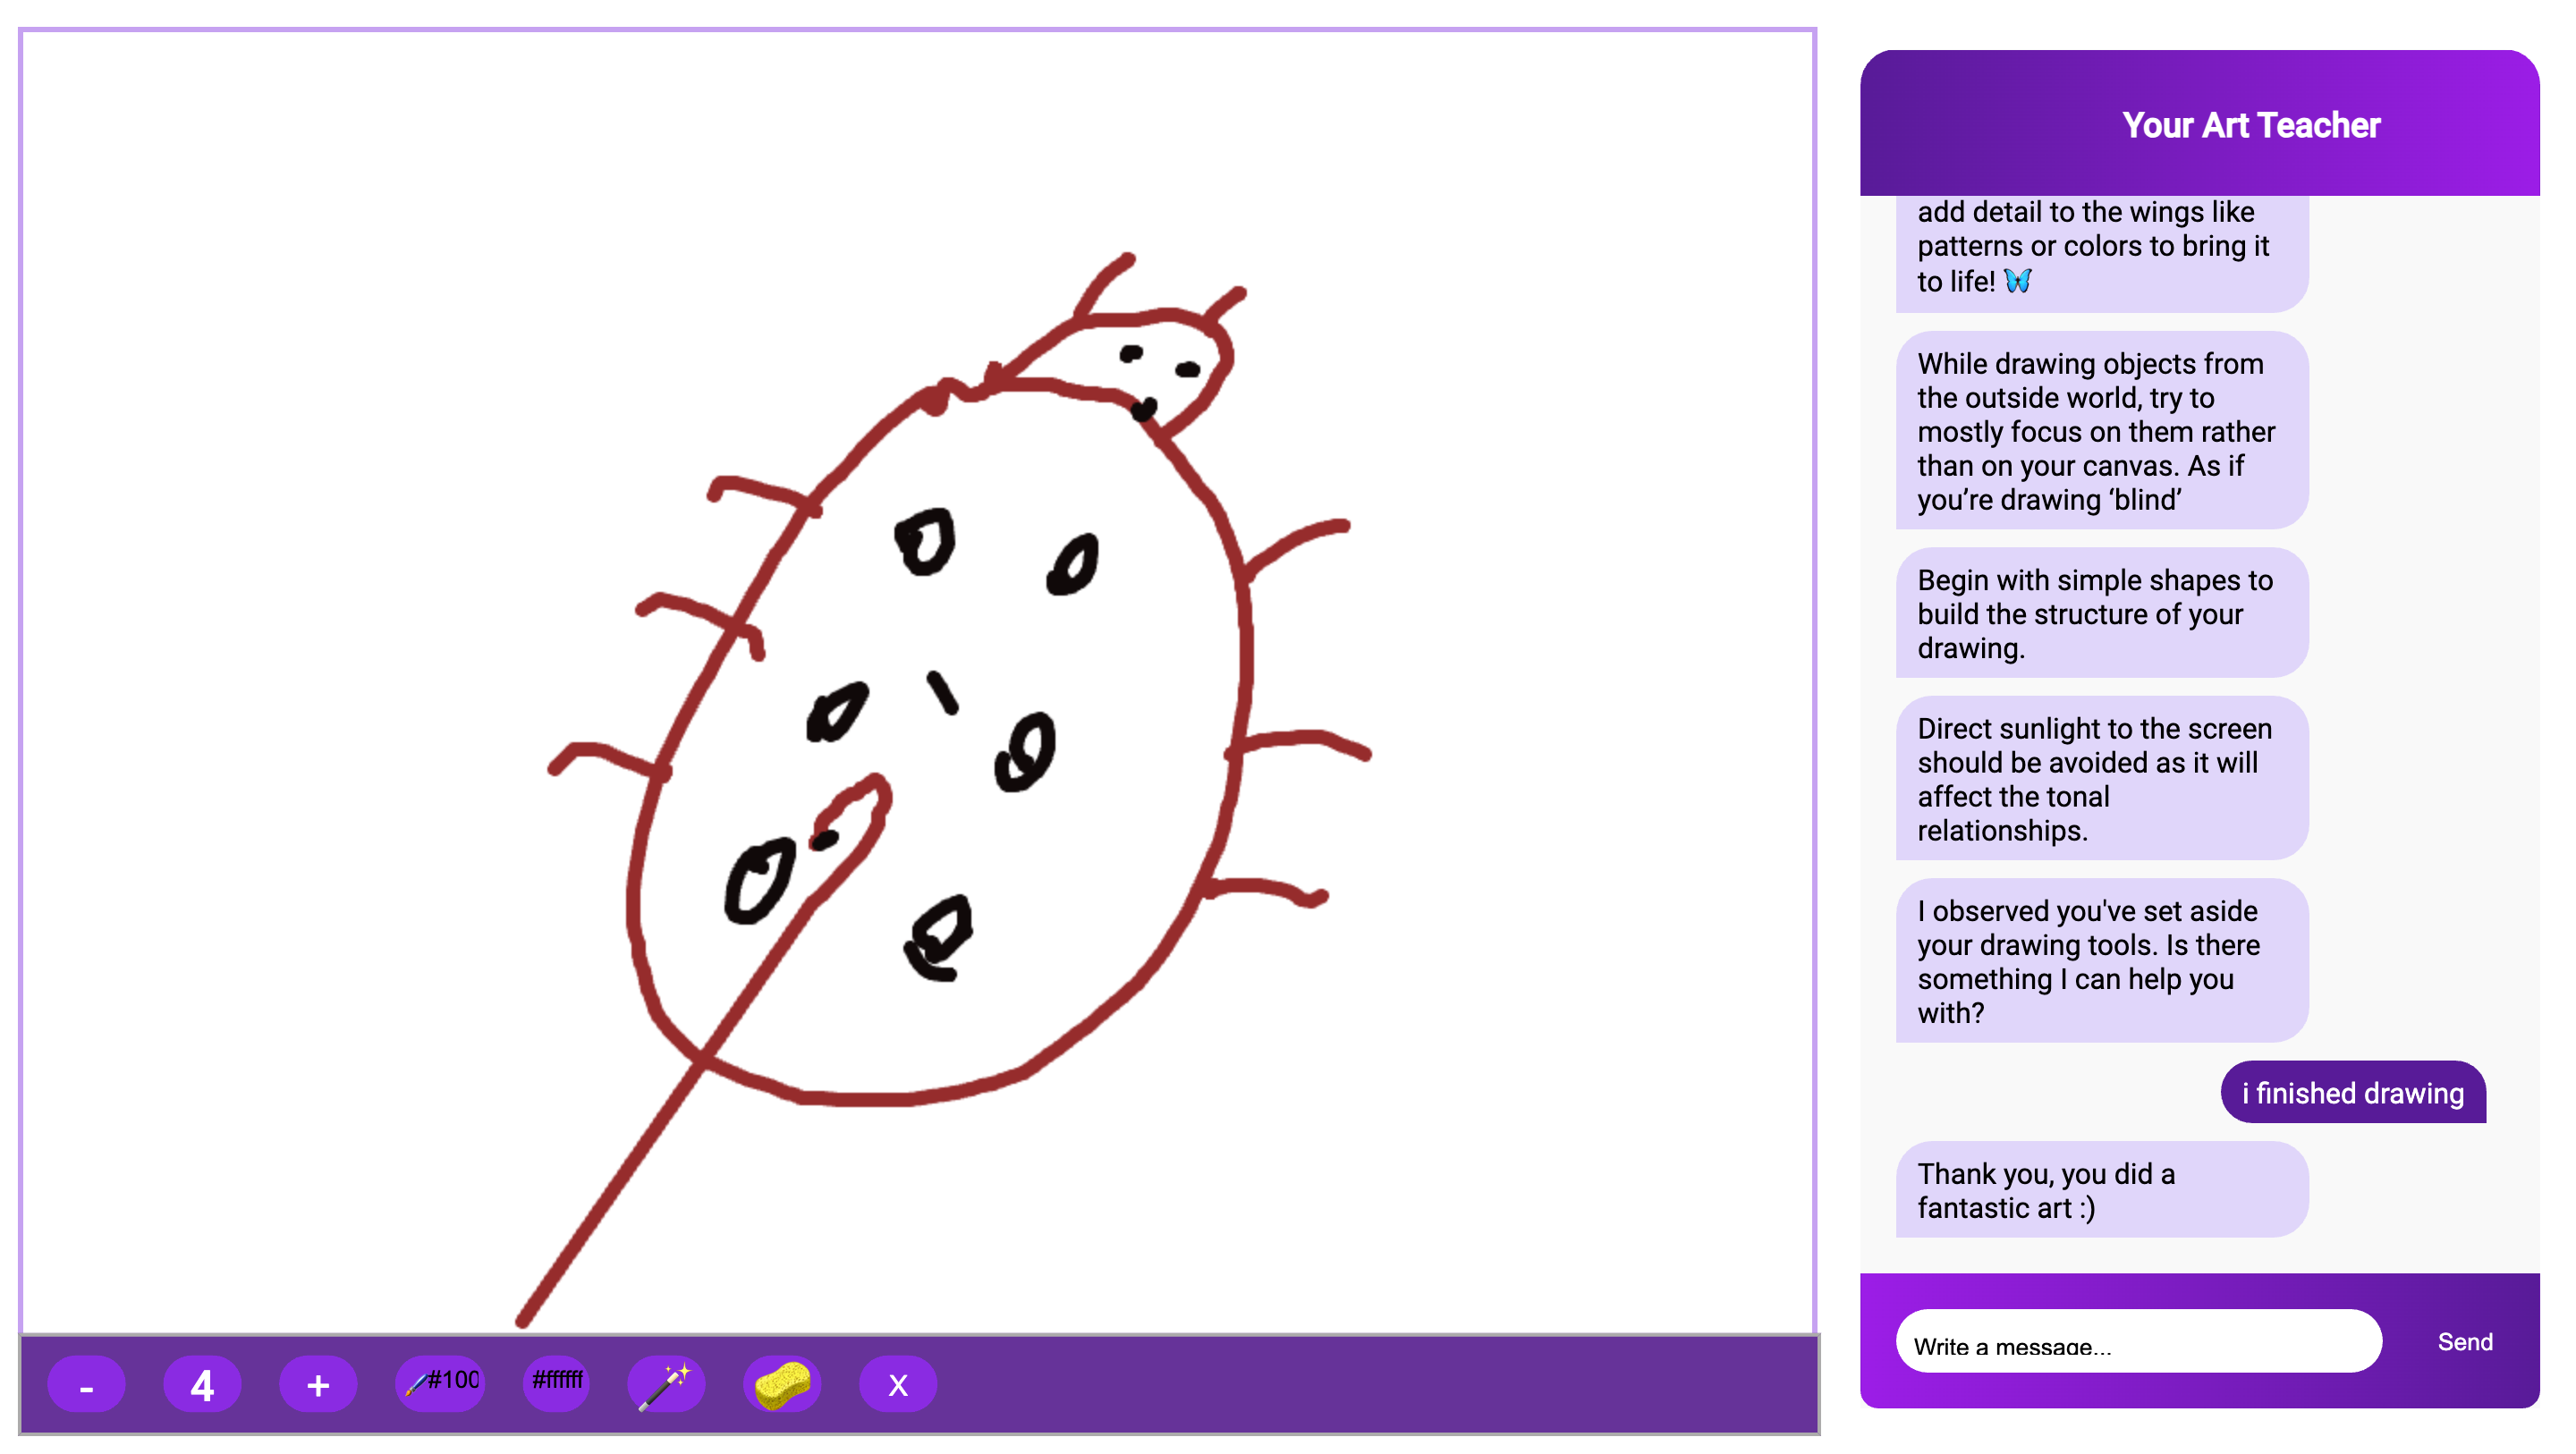 Your Art Teacher
add detail to the wings like
patterns or colors to bring it
to life! 🦋
While drawing objects from
the outside world, try to
mostly focus on them rather
than on your canvas. As if
you’re drawing ‘blind’
Begin with simple shapes to
build the structure of your
drawing.
Direct sunlight to the screen
should be avoided as it will
affect the tonal
relationships.
I observed you've set aside
your drawing tools. Is there
something I can help you
with?
i finished drawing
Thank you, you did a
fantastic art :)
Write a message...
Send
- 4 + #100 #ffffff x